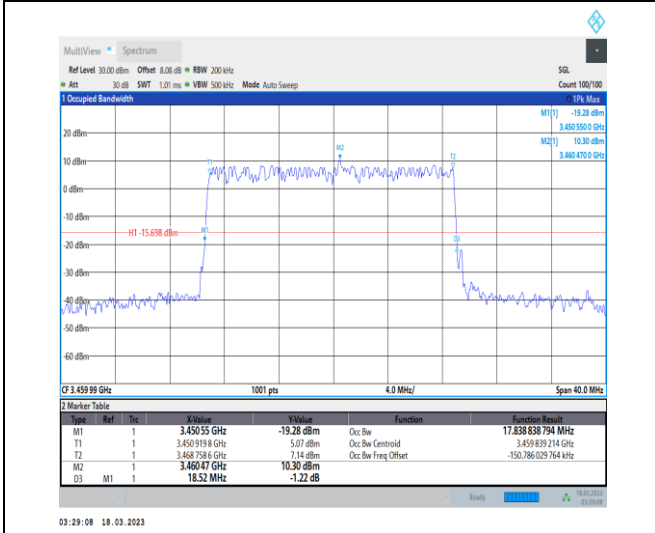 MultiView Spectrum
Ref Level 30.00 dBm Offset 8.08 dB RBW 200 kHz SGL
Att 30 dB SWT 1.01 ms VBW 500 kHz Mode Auto Sweep Count 100/100
1 Occupied Bandwidth 1Pk Max
M1[1] -19.28 dBm
3.450 550 0 GHz
M2[1] 10.30 dBm
3.460 470 0 GHz
20 dBm
M2
T1 T2
10 dBm
0 dBm
-10 dBm
H1 -15.698 dBm M1
D3
-20 dBm
-30 dBm
-40 dBm
-50 dBm
-60 dBm
CF 3.459 99 GHz 1001 pts 4.0 MHz/ Span 40.0 MHz
2 Marker Table
Type Ref Trc X-Value Y-Value Function Function Result
M1 1 3.450 55 GHz -19.28 dBm Occ Bw 17.838 838 794 MHz
T1 1 3.450 919 8 GHz 5.07 dBm Occ Bw Centroid 3.459 839 214 GHz
T2 1 3.468 758 6 GHz 7.14 dBm Occ Bw Freq Offset -150.786 029 764 kHz
M2 1 3.460 47 GHz 10.30 dBm
D3 M1 1 18.52 MHz -1.22 dB
Ready 18.03.2023
03:29:08
03:29:08 18.03.2023